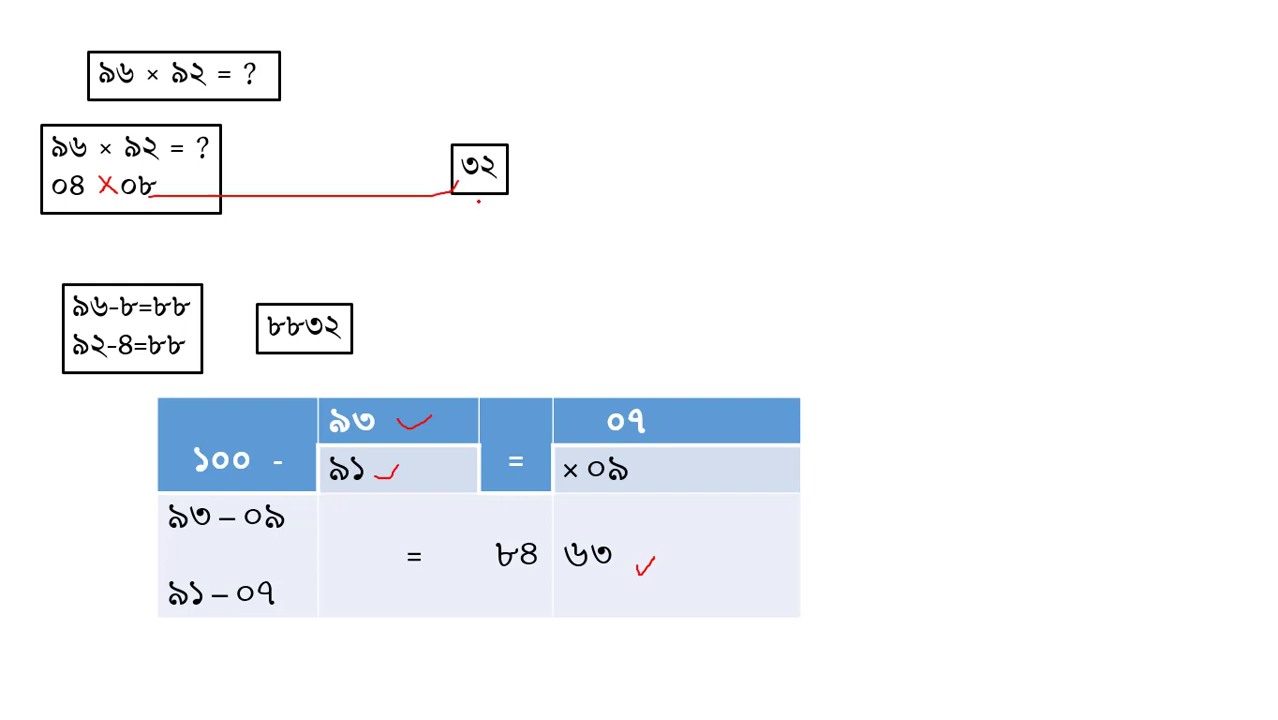 ৯৬ × ৯২ = ?
৯৬ × ৯২ = ?
০৪ X ০৮
৩২
৯৬-৮=৮৮
৯২-৪=৮৮
৮৮৩২
৯৩ ০৭
১০০ - =
৯১ × ০৯
৯৩ – ০৯
= ৮৪ ৬৩
৯১ – ০৭